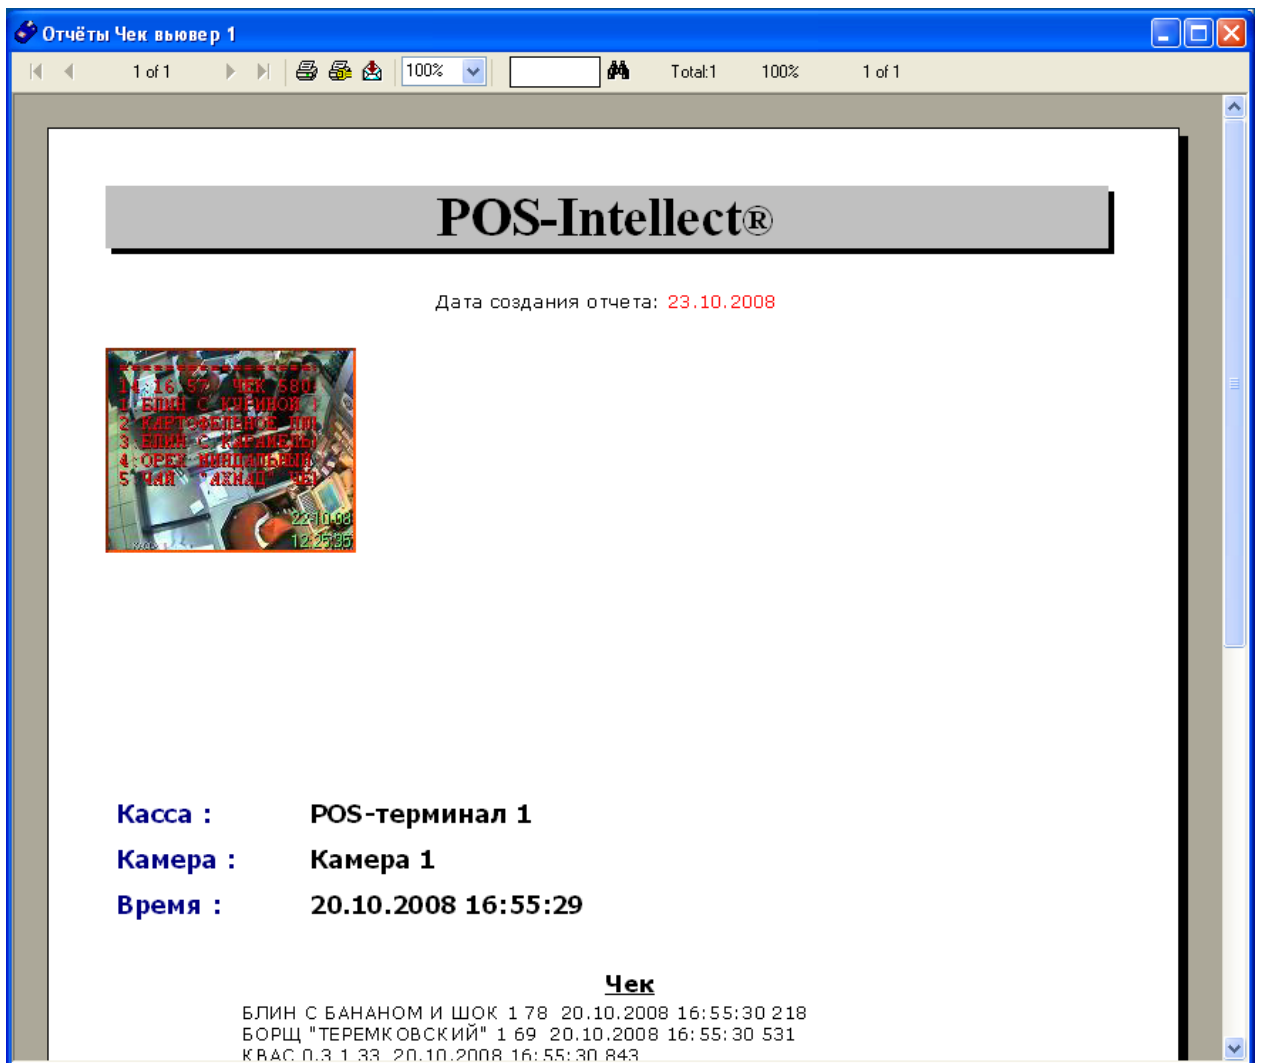 Отчёты Чек вьювер 1
1 of 1 100% Total:1 100% 1 of 1
POS-Intellect®
Дата создания отчета: 23.10.2008
14:16:57 ЧЕК 580
1 БЛИН С КУРИНОЙ
2 КАРТОФЕЛЬНОЕ
3 БЛИН С
4 ОРЕХ МИНДАЛЬНЫЙ
5 ЧАЙ "АХМАД"
22-10-08
12:25:35
Касса : POS-терминал 1
Камера : Камера 1
Время : 20.10.2008 16:55:29
Чек
БЛИН С БАНАНОМ И ШОК 1 78 20.10.2008 16:55:30 218
БОРЩ "ТЕРЕМКОВСКИЙ" 1 69 20.10.2008 16:55:30 531
КВАС 0.3 1 33 20.10.2008 16:55:30 843